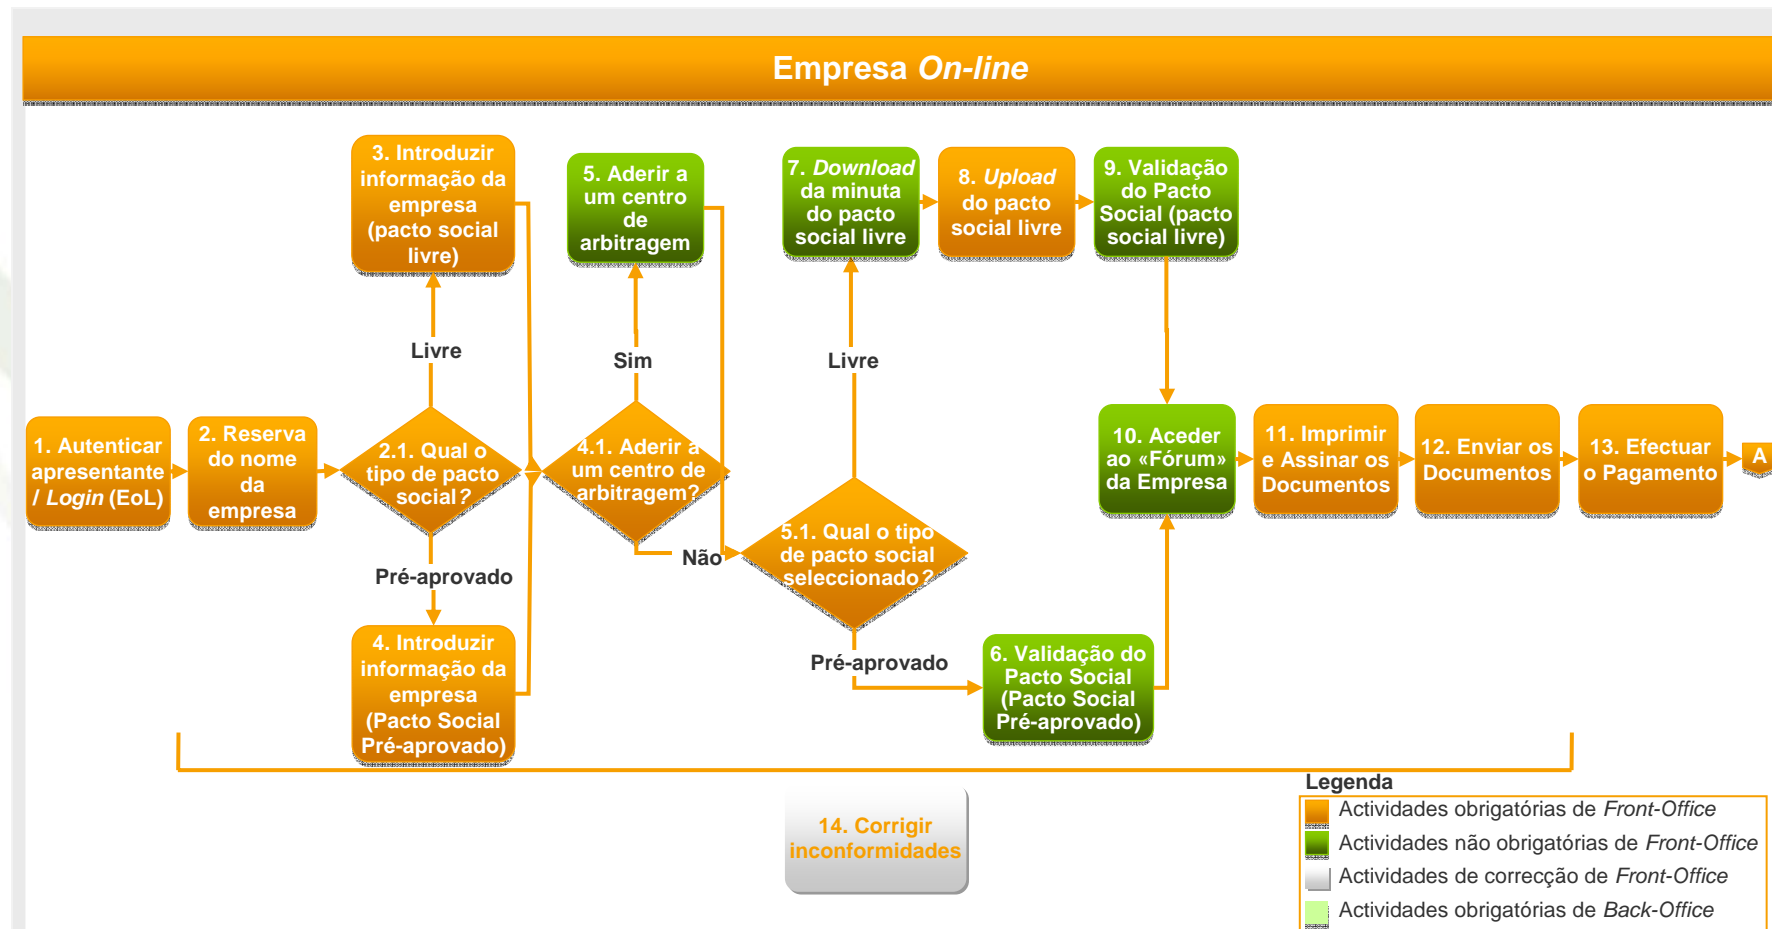 Empresa On-line
3. Introduzir
informação da
empresa
(pacto social
livre)
5. Aderir a
um centro
de
arbitragem
7. Download
da minuta
do pacto
social livre
8. Upload
do pacto
social livre
9. Validação
do Pacto
Social (pacto
social livre)
Livre
Sim
Livre
1. Autenticar
apresentante
/ Login (EoL)
2. Reserva
do nome
da
empresa
2.1. Qual o
tipo de pacto
social?
4.1. Aderir a
um centro de
arbitragem?
10. Aceder
ao «Fórum»
da Empresa
11. Imprimir
e Assinar os
Documentos
12. Enviar os
Documentos
13. Efectuar
o Pagamento
A
Não
5.1. Qual o tipo
de pacto social
seleccionado?
Pré-aprovado
4. Introduzir
informação da
empresa
(Pacto Social
Pré-aprovado)
Pré-aprovado
6. Validação do
Pacto Social
(Pacto Social
Pré-aprovado)
14. Corrigir
inconformidades
Legenda
Actividades obrigatórias de Front-Office
Actividades não obrigatórias de Front-Office
Actividades de correcção de Front-Office
Actividades obrigatórias de Back-Office